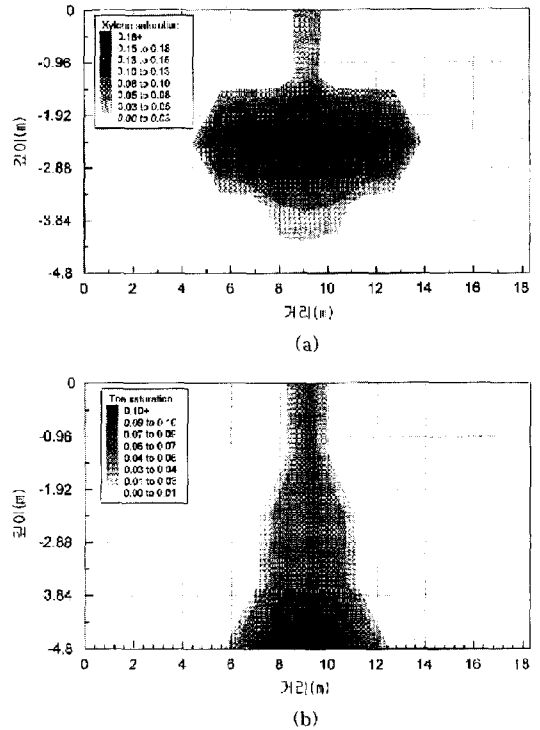 Xylene saturation
0.18+
0.15 to 0.18
0.13 to 0.15
0.10 to 0.13
0.08 to 0.10
0.05 to 0.08
0.03 to 0.05
0.00 to 0.03
0
-0.96
-1.92
-2.88
-3.84
-4.8
깊이(m)
0 2 4 6 8 10 12 14 16 18
거리(m)
(a)
Tce saturation
0.10+
0.09 to 0.10
0.07 to 0.09
0.06 to 0.07
0.04 to 0.06
0.03 to 0.04
0.01 to 0.03
0.00 to 0.01
0
-0.96
-1.92
-2.88
-3.84
-4.8
깊이(m)
0 2 4 6 8 10 12 14 16 18
거리(m)
(b)